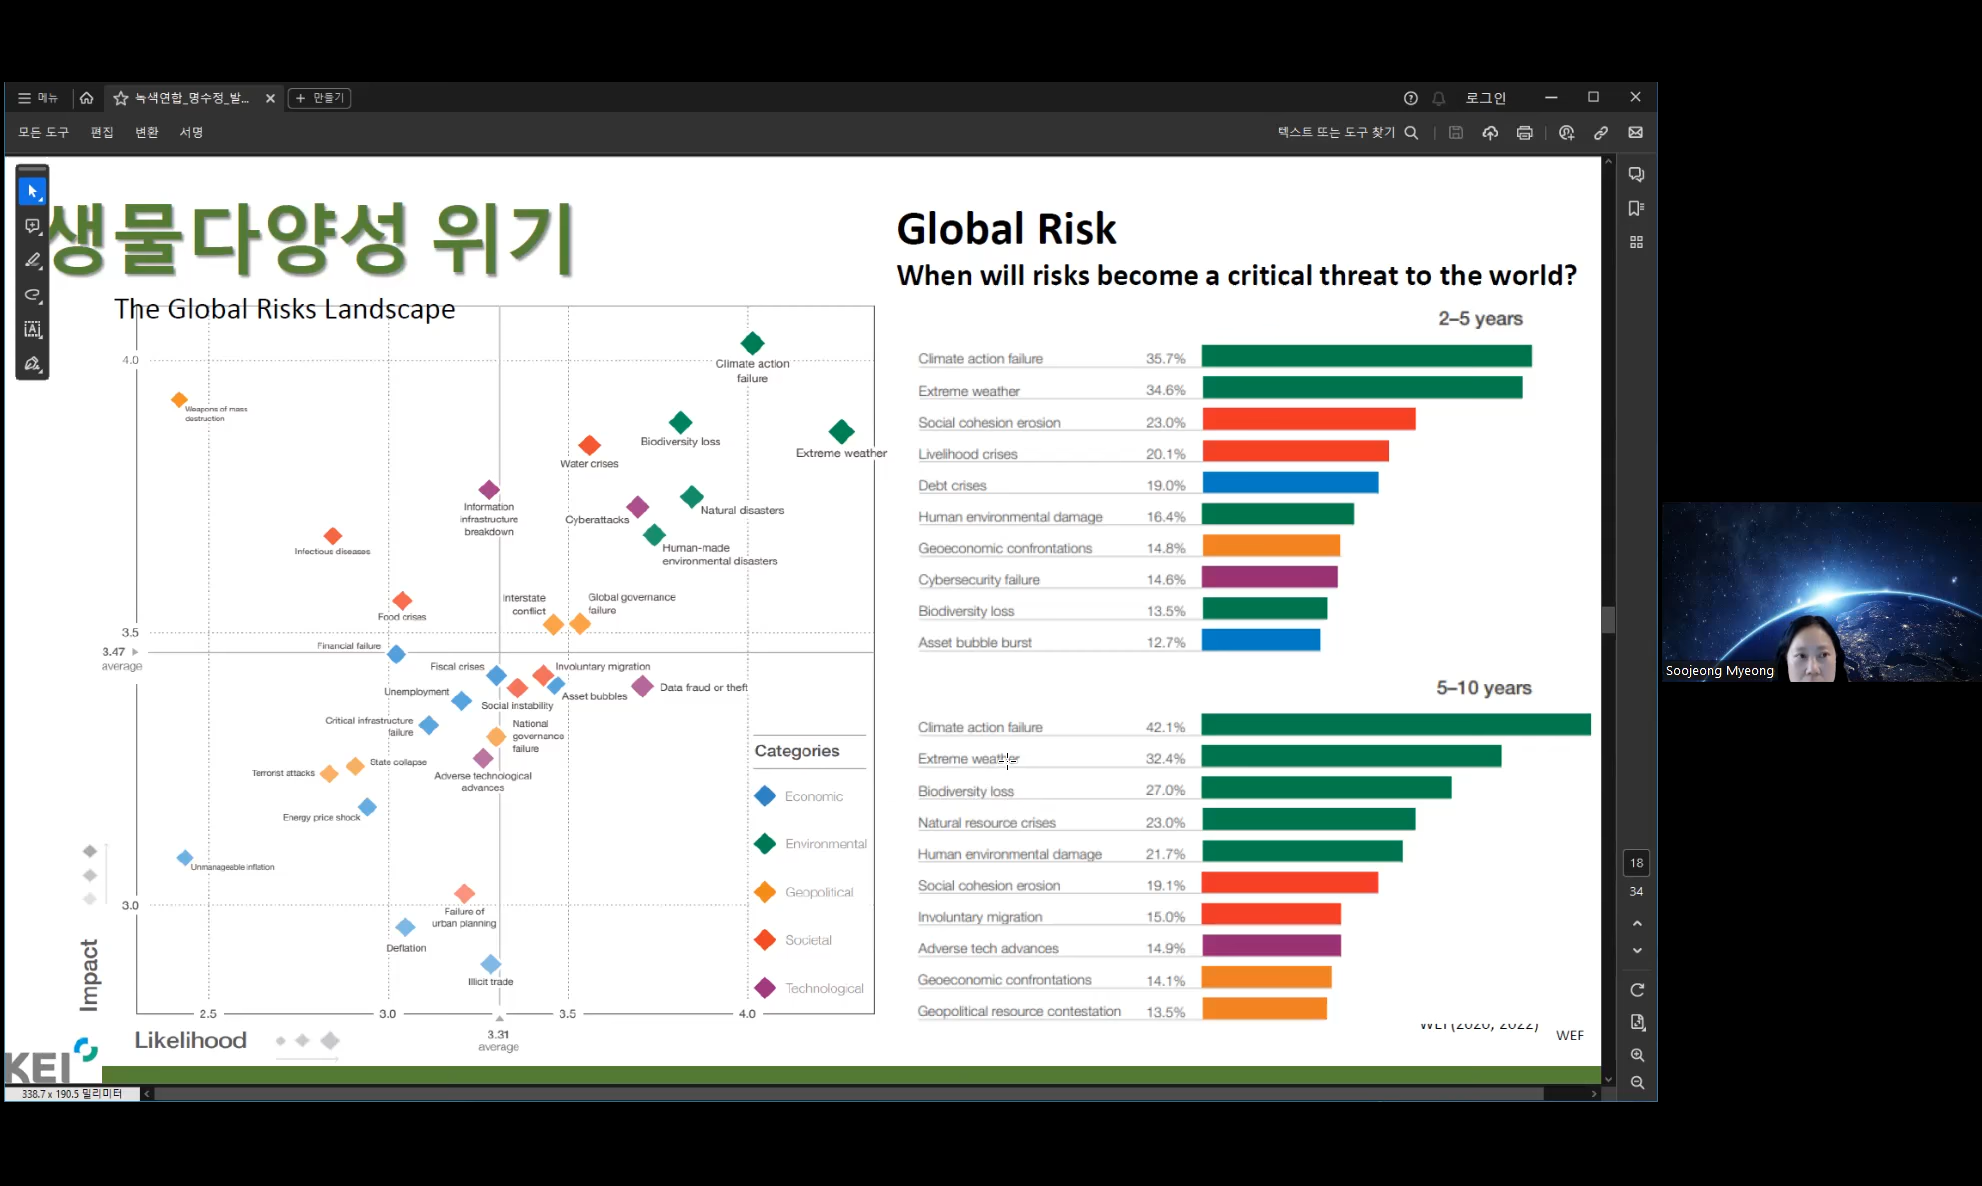 메뉴
녹색연합_명수정_발...
만들기
로그인
모든 도구 편집 변환 서명
텍스트 또는 도구 찾기
생물다양성 위기
The Global Risks Landscape
4.0
3.5
3.47
average
3.0
Impact
2.5 3.0 3.5 4.0
3.31
average
Likelihood
Climate action
failure
Weapons of mass
destruction
Biodiversity loss
Extreme weather
Water crises
Information
infrastructure
breakdown
Cyberattacks
Natural disasters
Infectious diseases
Human-made
environmental disasters
Food crises
Interstate
conflict
Global governance
failure
Financial failure
Fiscal crises
Involuntary migration
Unemployment
Asset bubbles
Data fraud or theft
Social instability
Critical infrastructure
failure
National
governance
failure
Terrorist attacks
State collapse
Adverse technological
advances
Energy price shock
Unmanageable inflation
Failure of
urban planning
Deflation
Illicit trade
Categories
Economic
Environmental
Geopolitical
Societal
Technological
Global Risk
When will risks become a critical threat to the world?
2–5 years
Climate action failure 35.7%
Extreme weather 34.6%
Social cohesion erosion 23.0%
Livelihood crises 20.1%
Debt crises 19.0%
Human environmental damage 16.4%
Geoeconomic confrontations 14.8%
Cybersecurity failure 14.6%
Biodiversity loss 13.5%
Asset bubble burst 12.7%
5–10 years
Climate action failure 42.1%
Extreme weather 32.4%
Biodiversity loss 27.0%
Natural resource crises 23.0%
Human environmental damage 21.7%
Social cohesion erosion 19.1%
Involuntary migration 15.0%
Adverse tech advances 14.9%
Geoeconomic confrontations 14.1%
Geopolitical resource contestation 13.5%
WEF(2020, 2022)
WEF
KEI
338.7 x 190.5 밀리미터
18
34
Soojeong Myeong